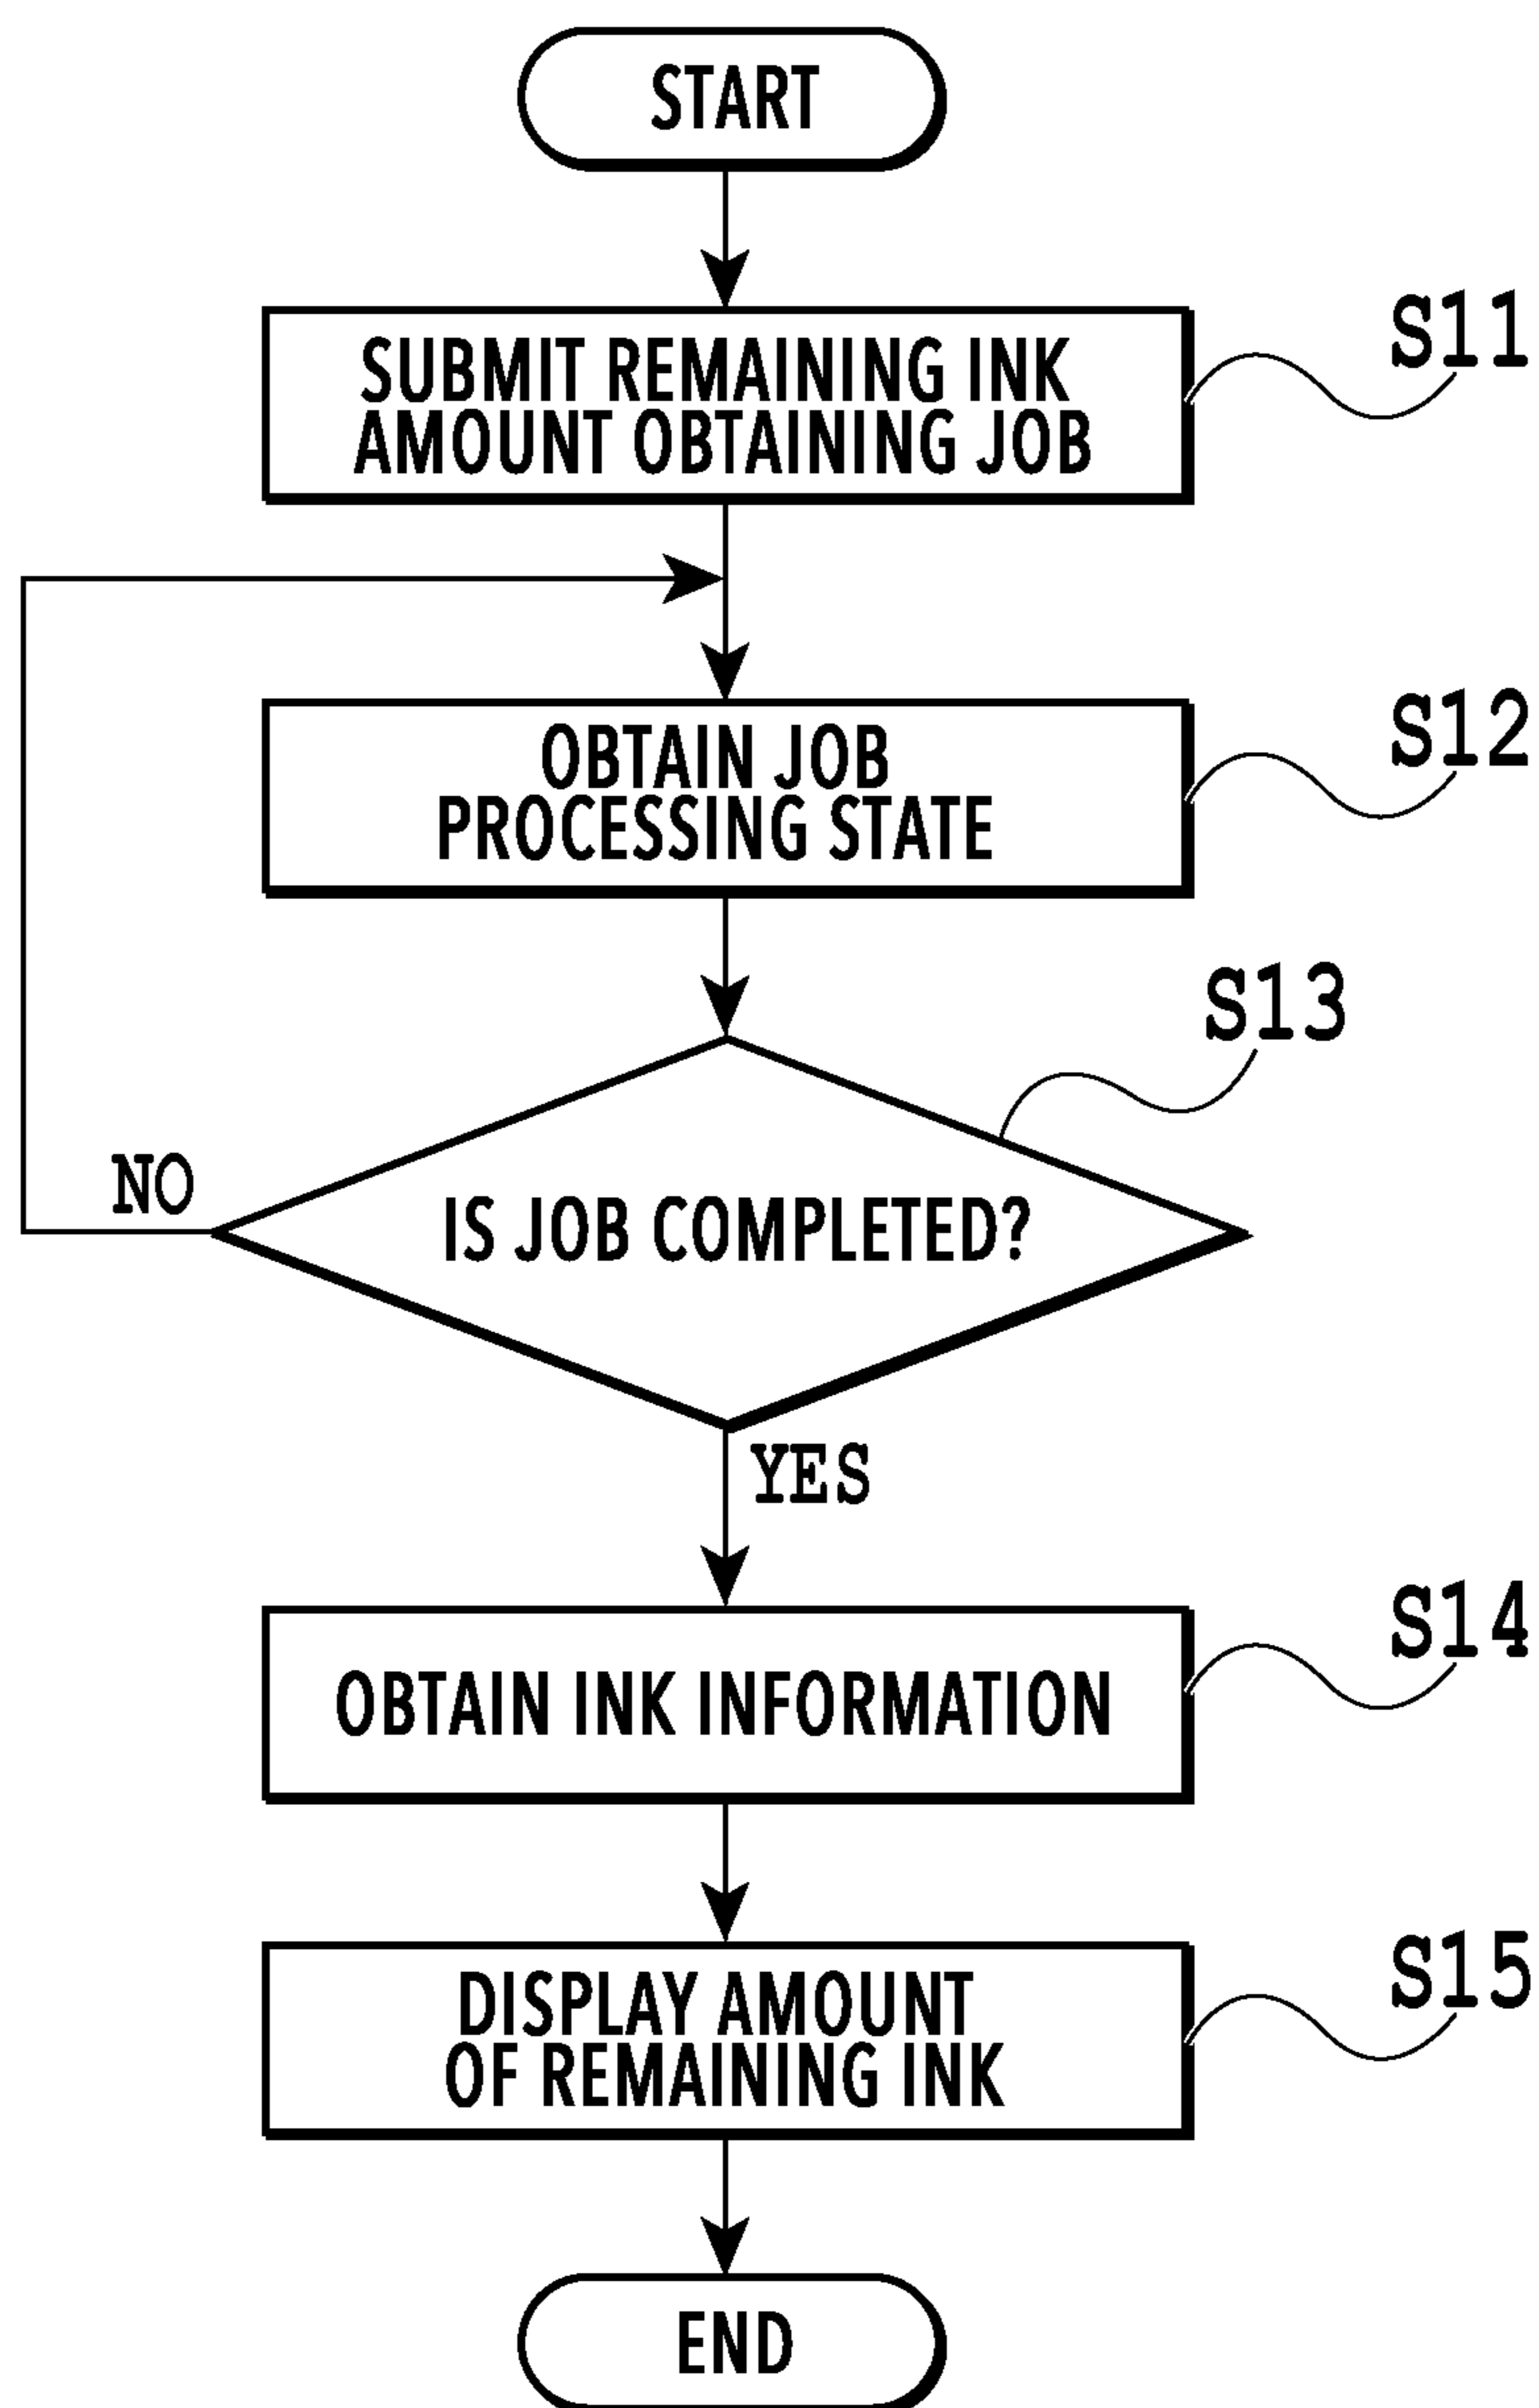 START
SUBMIT REMAINING INK
AMOUNT OBTAINING JOB
S11
OBTAIN JOB
PROCESSING STATE
S12
S13
NO
IS JOB COMPLETED?
YES
OBTAIN INK INFORMATION
S14
DISPLAY AMOUNT
OF REMAINING INK
S15
END